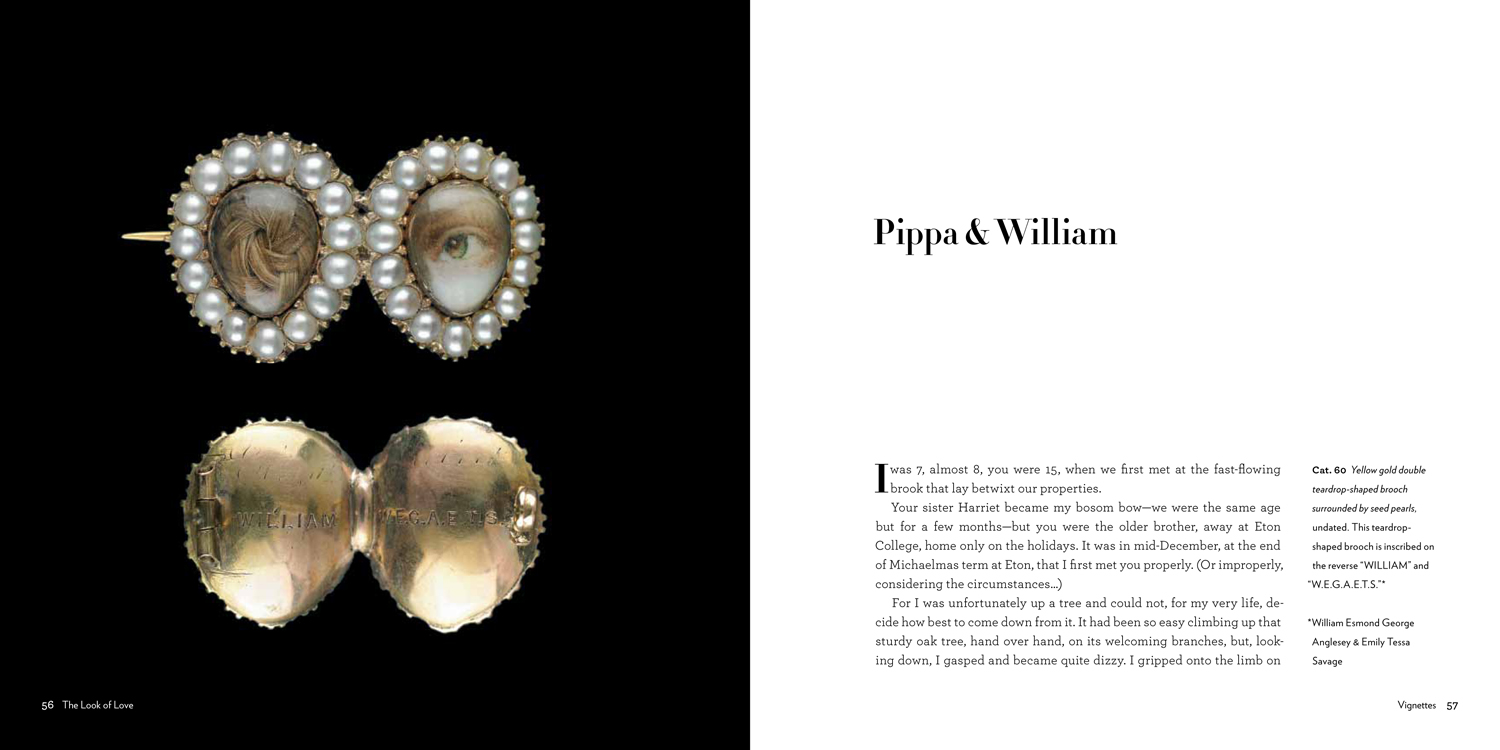 WILLIAM
W.E.G.A.E.T.S.
56 The Look of Love
Pippa & William
I was 7, almost 8, you were 15, when we first met at the fast-flowing
brook that lay betwixt our properties.
Your sister Harriet became my bosom bow—we were the same age
but for a few months—but you were the older brother, away at Eton
College, home only on the holidays. It was in mid-December, at the end
of Michaelmas term at Eton, that I first met you properly. (Or improperly,
considering the circumstances...)
For I was unfortunately up a tree and could not, for my very life, de-
cide how best to come down from it. It had been so easy climbing up that
sturdy oak tree, hand over hand, on its welcoming branches, but, look-
ing down, I gasped and became quite dizzy. I gripped onto the limb on
Cat. 60 Yellow gold double
teardrop-shaped brooch
surrounded by seed pearls,
undated. This teardrop-
shaped brooch is inscribed on
the reverse “WILLIAM” and
“W.E.G.A.E.T.S.”*
*William Esmond George
Anglesey & Emily Tessa
Savage
Vignettes 57